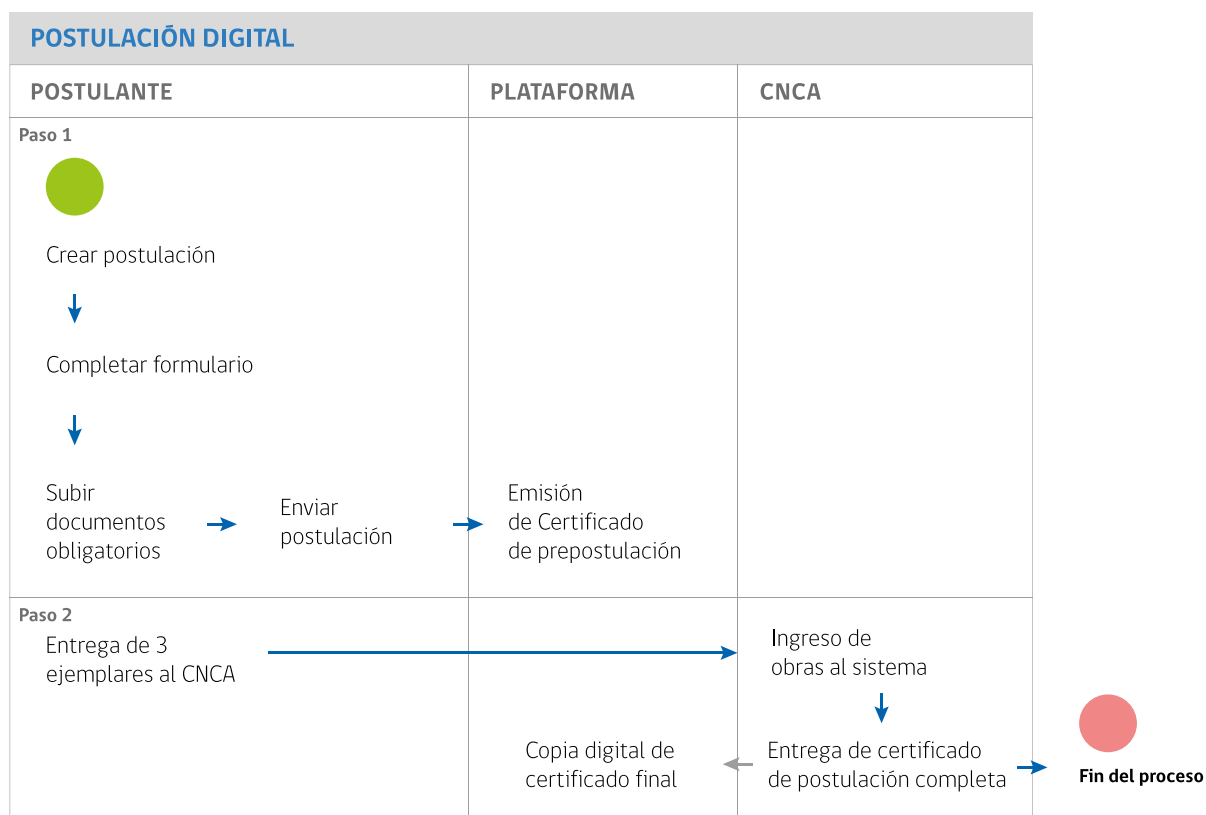 POSTULACIÓN DIGITAL
POSTULANTE
PLATAFORMA
CNCA
Paso 1
Crear postulación
Completar formulario
Subir
documentos
obligatorios
Enviar
postulación
Emisión
de Certificado
de prepostulación
Paso 2
Entrega de 3
ejemplares al CNCA
Ingreso de
obras al sistema
Copia digital de
certificado final
Entrega de certificado
de postulación completa
Fin del proceso